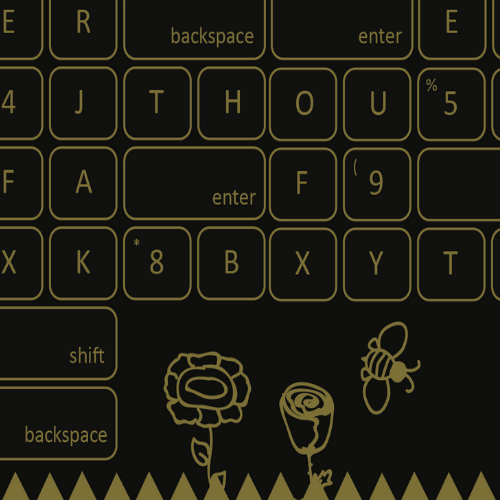 E R backspace enter E
4 J T H O U % 5
F A enter F ( 9
X K * 8 B X Y T
shift
backspace